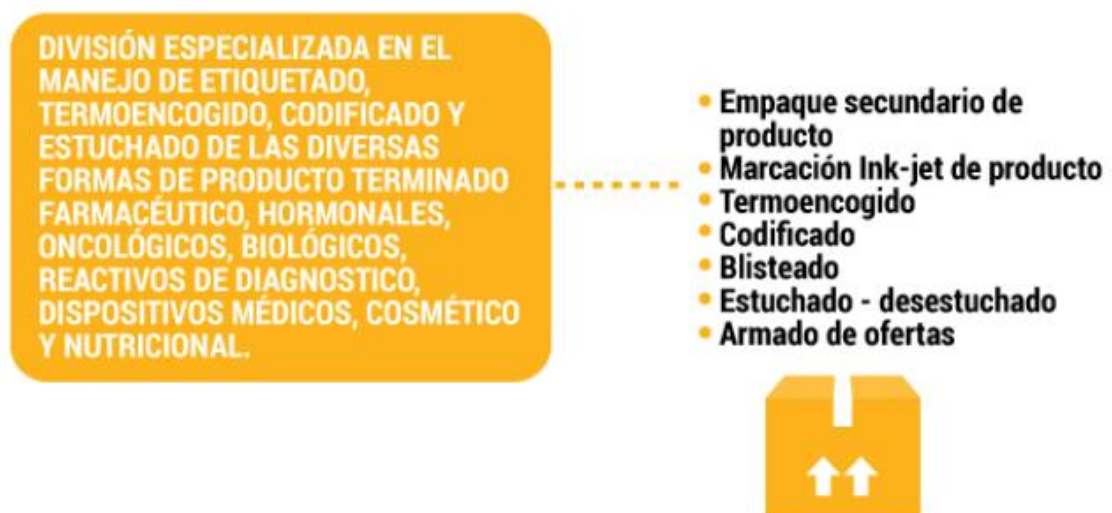 DIVISIÓN ESPECIALIZADA EN EL
MANEJO DE ETIQUETADO,
TERMOENCOGIDO, CODIFICADO Y
ESTUCHADO DE LAS DIVERSAS
FORMAS DE PRODUCTO TERMINADO
FARMACÉUTICO, HORMONALES,
ONCOLÓGICOS, BIOLÓGICOS,
REACTIVOS DE DIAGNOSTICO,
DISPOSITIVOS MÉDICOS, COSMÉTICO
Y NUTRICIONAL.
• Empaque secundario de
producto
• Marcación Ink-jet de producto
• Termoencogido
• Codificado
• Blisteado
• Estuchado - desestuchado
• Armado de ofertas